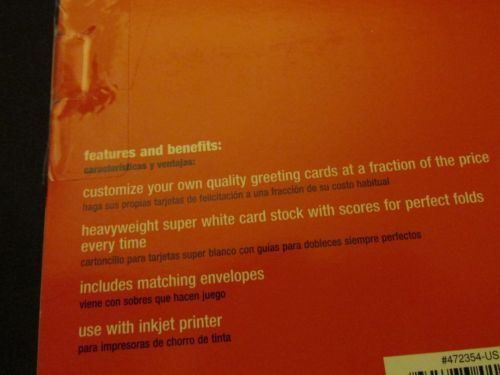 features and benefits:
características y ventajas:
customize your own quality greeting cards at a fraction of the price
haga sus propias tarjetas de felicitación a una fracción de su costo habitual
heavyweight super white card stock with scores for perfect folds
every time
cartoncillo para tarjetas super blanco con guías para dobleces siempre perfectos
includes matching envelopes
viene con sobres que hacen juego
use with inkjet printer
para impresoras de chorro de tinta
#472354-US